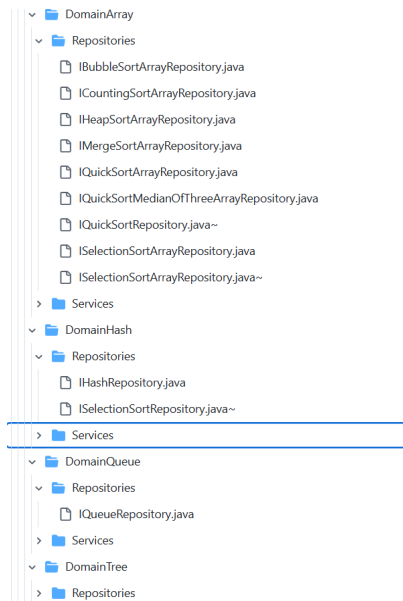 DomainArray
Repositories
IBubbleSortArrayRepository.java
ICountingSortArrayRepository.java
IHeapSortArrayRepository.java
IMergeSortArrayRepository.java
IQuickSortArrayRepository.java
IQuickSortMedianOfThreeArrayRepository.java
IQuickSortRepository.java~
ISelectionSortArrayRepository.java
ISelectionSortArrayRepository.java~
Services
DomainHash
Repositories
IHashRepository.java
ISelectionSortRepository.java~
Services
DomainQueue
Repositories
IQueueRepository.java
Services
DomainTree
Repositories